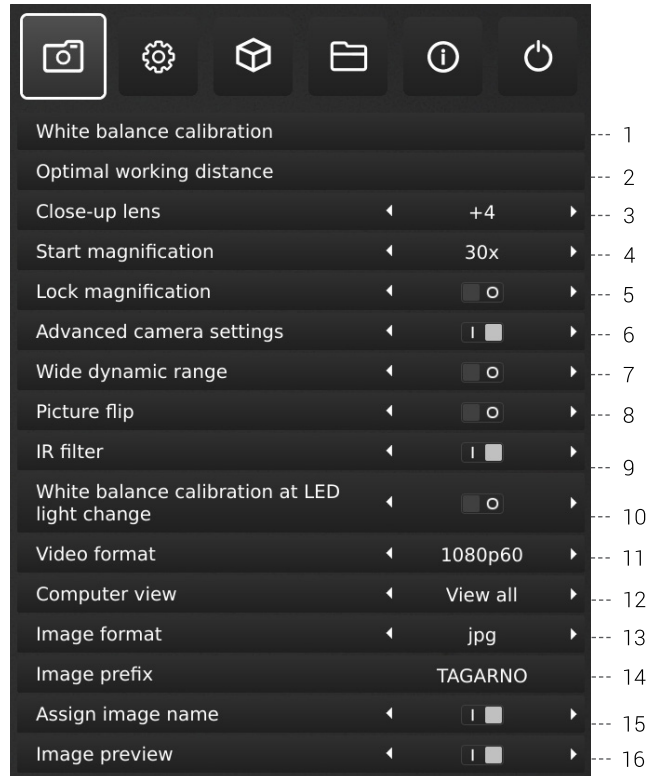 White balance calibration 1
Optimal working distance 2
Close-up lens +4 3
Start magnification 30x 4
Lock magnification 5
Advanced camera settings 6
Wide dynamic range 7
Picture flip 8
IR filter 9
White balance calibration at LED
light change 10
Video format 1080p60 11
Computer view View all 12
Image format jpg 13
Image prefix TAGARNO 14
Assign image name 15
Image preview 16